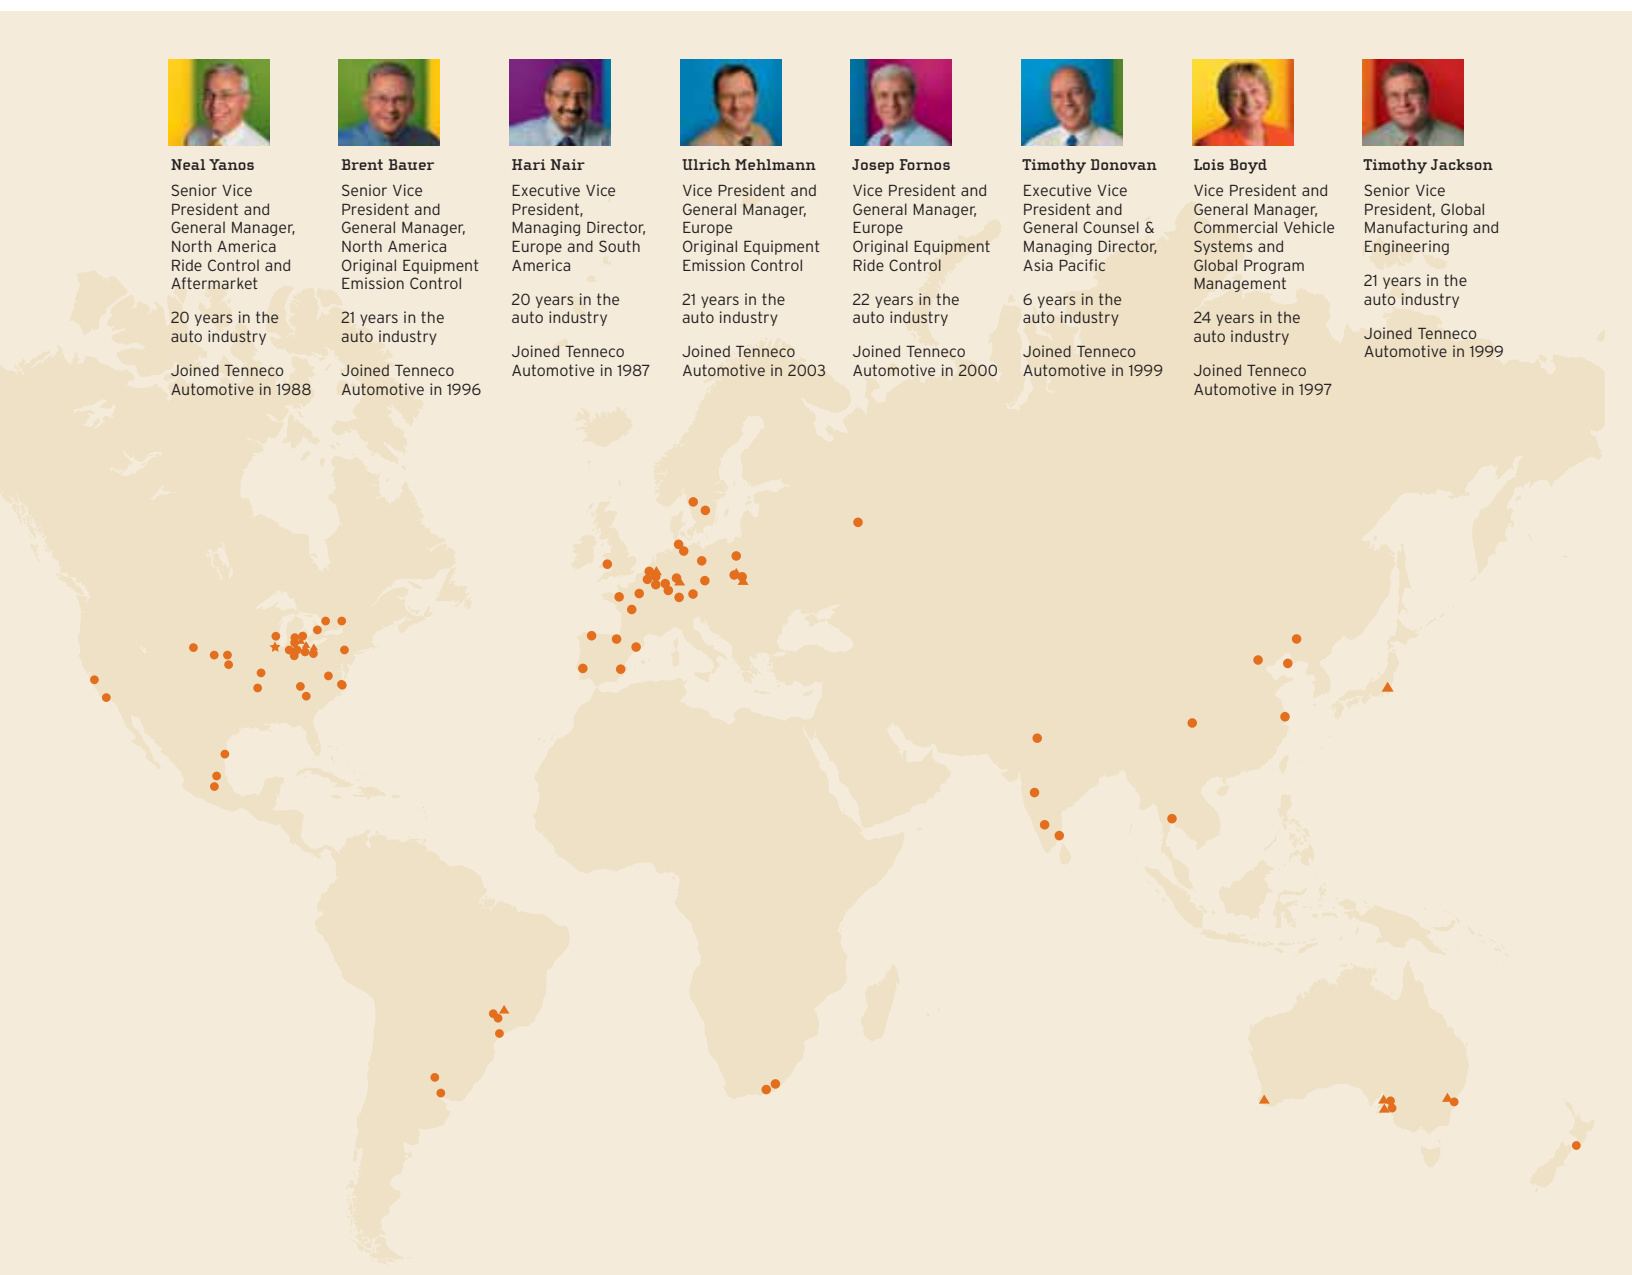 Neal Yanos
Senior Vice
President and
General Manager,
North America
Ride Control and
Aftermarket
20 years in the
auto industry
Joined Tenneco
Automotive in 1988
Brent Bauer
Senior Vice
President and
General Manager,
North America
Original Equipment
Emission Control
21 years in the
auto industry
Joined Tenneco
Automotive in 1996
Hari Nair
Executive Vice
President,
Managing Director,
Europe and South
America
20 years in the
auto industry
Joined Tenneco
Automotive in 1987
Ulrich Mehlmann
Vice President and
General Manager,
Europe
Original Equipment
Emission Control
21 years in the
auto industry
Joined Tenneco
Automotive in 2003
Josep Fornos
Vice President and
General Manager,
Europe
Original Equipment
Ride Control
22 years in the
auto industry
Joined Tenneco
Automotive in 2000
Timothy Donovan
Executive Vice
President and
General Counsel &
Managing Director,
Asia Pacific
6 years in the
auto industry
Joined Tenneco
Automotive in 1999
Lois Boyd
Vice President and
General Manager,
Commercial Vehicle
Systems and
Global Program
Management
24 years in the
auto industry
Joined Tenneco
Automotive in 1997
Timothy Jackson
Senior Vice
President, Global
Manufacturing and
Engineering
21 years in the
auto industry
Joined Tenneco
Automotive in 1999